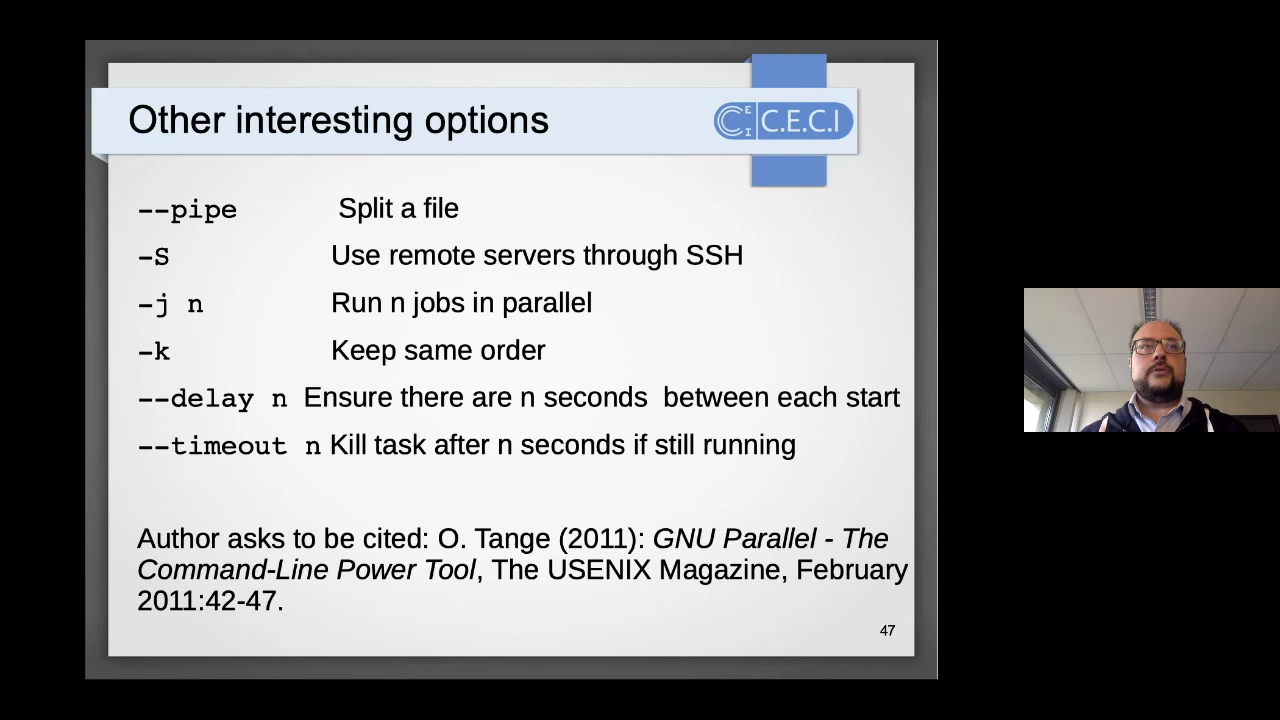 Other interesting options
CECI C.E.C.I
--pipe Split a file
-S Use remote servers through SSH
-j n Run n jobs in parallel
-k Keep same order
--delay n Ensure there are n seconds  between each start
--timeout n Kill task after n seconds if still running
Author asks to be cited: O. Tange (2011): GNU Parallel - The
Command-Line Power Tool, The USENIX Magazine, February
2011:42-47.
47